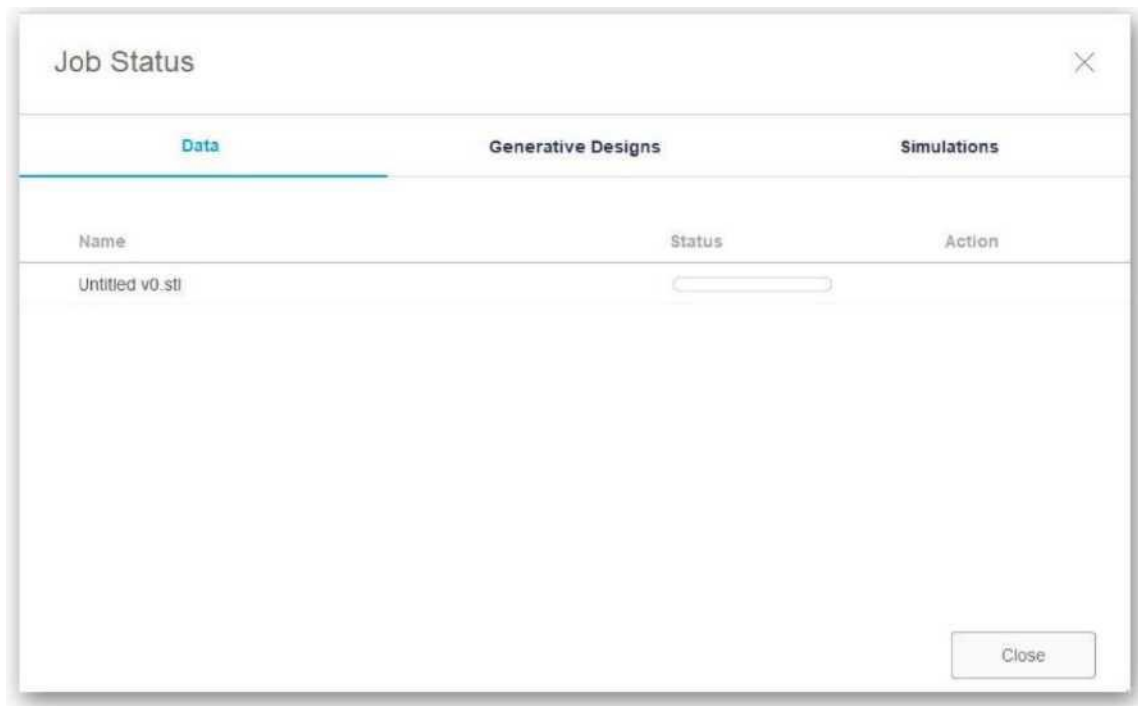 Job Status
Data Generative Designs Simulations
Name Status Action
Untitled v0.stl
Close